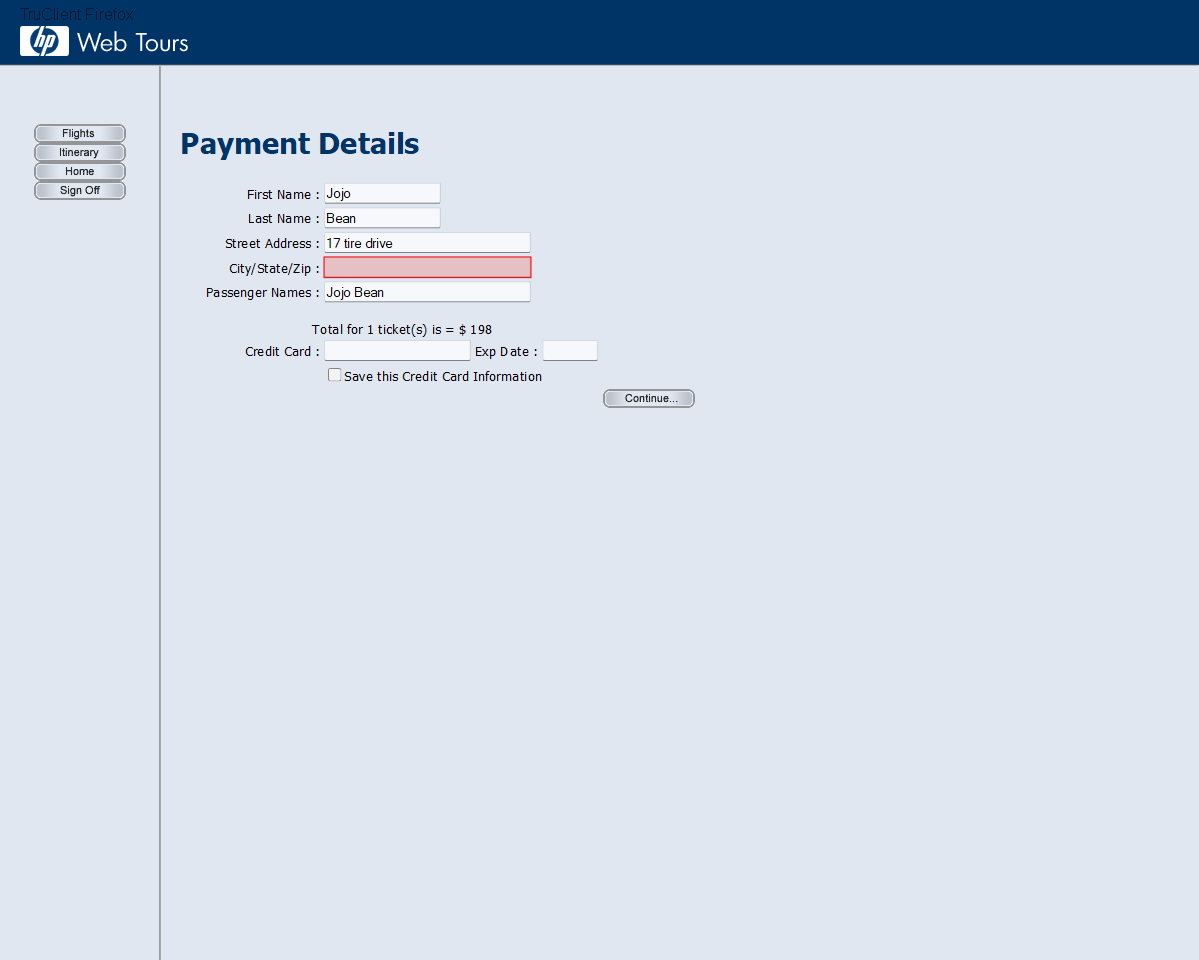 TruClient Firefox
hp Web Tours
Flights
Itinerary
Home
Sign Off
Payment Details
First Name : Jojo
Last Name : Bean
Street Address : 17 tire drive
City/State/Zip :
Passenger Names : Jojo Bean
Total for 1 ticket(s) is = $ 198
Credit Card : Exp Date :
Save this Credit Card Information
Continue...